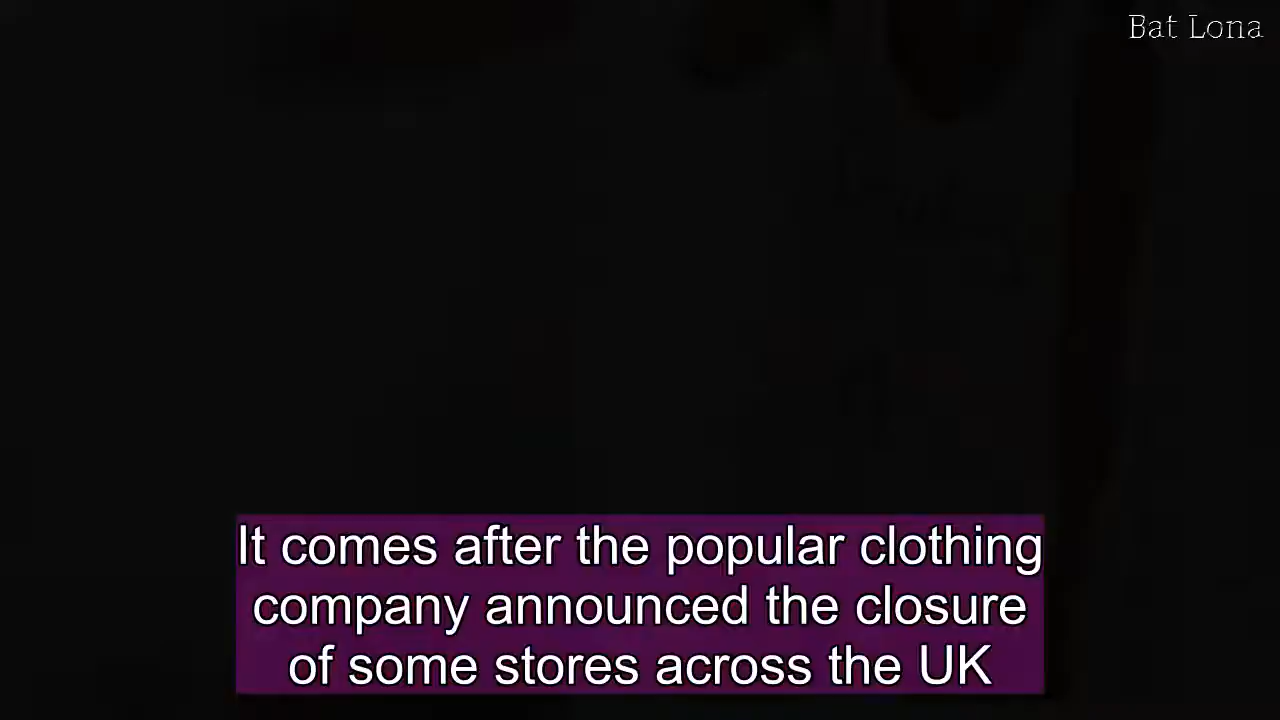 Bat Lona
It comes after the popular clothing
company announced the closure
of some stores across the UK